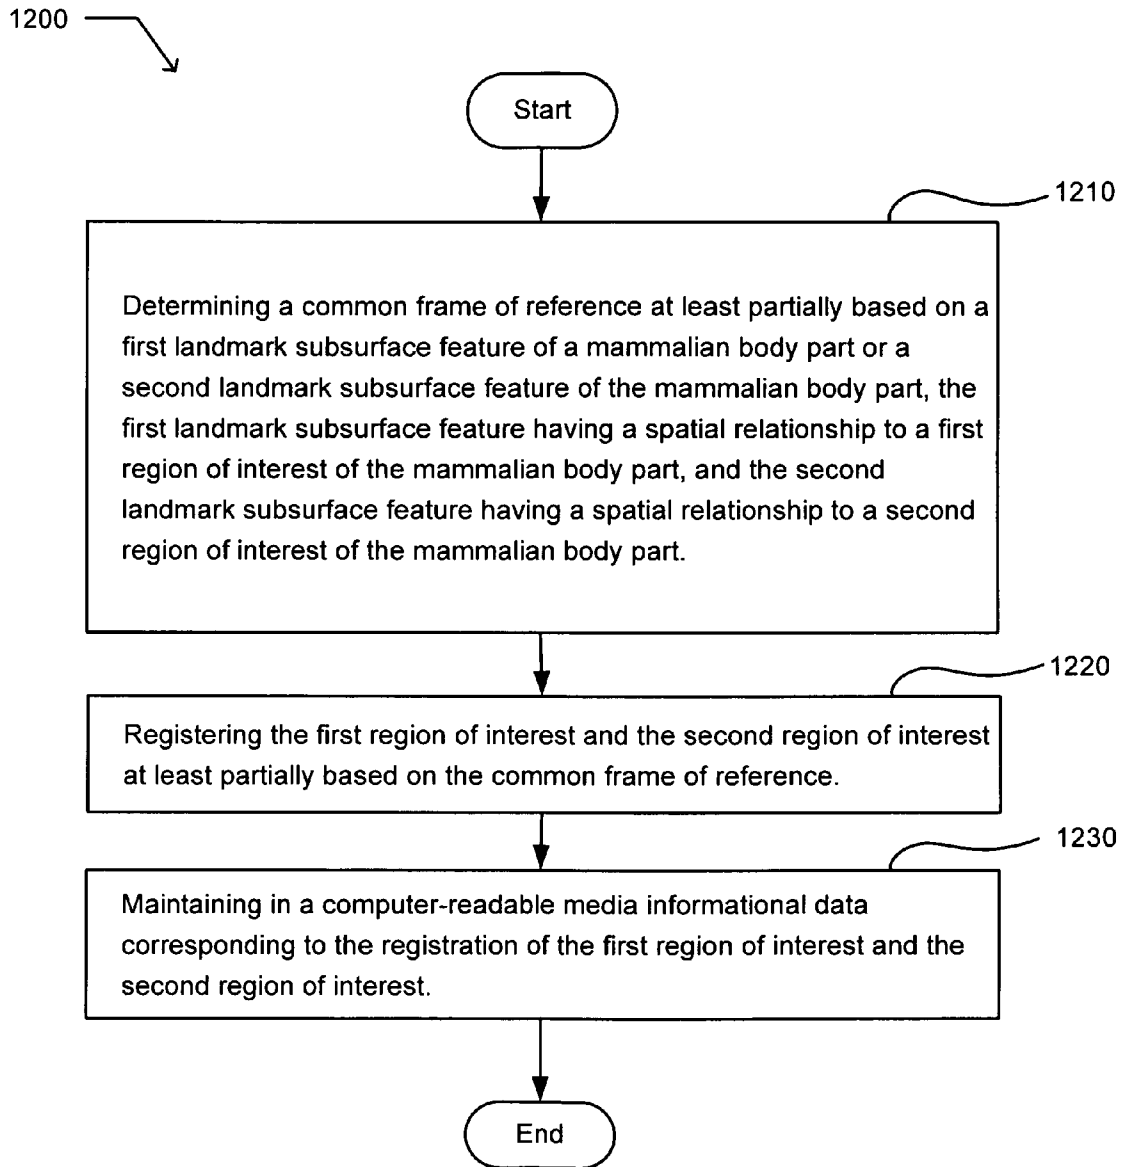 1200
Start
1210
Determining a common frame of reference at least partially based on a
first landmark subsurface feature of a mammalian body part or a
second landmark subsurface feature of the mammalian body part, the
first landmark subsurface feature having a spatial relationship to a first
region of interest of the mammalian body part, and the second
landmark subsurface feature having a spatial relationship to a second
region of interest of the mammalian body part.
1220
Registering the first region of interest and the second region of interest
at least partially based on the common frame of reference.
1230
Maintaining in a computer-readable media informational data
corresponding to the registration of the first region of interest and the
second region of interest.
End